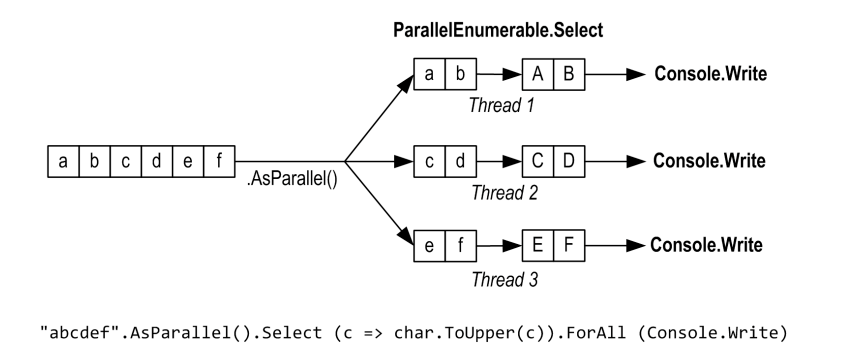 ParallelEnumerable.Select
a b A B Console.Write
Thread 1
a b c d e f .AsParallel() c d C D Console.Write
Thread 2
e f E F Console.Write
Thread 3
"abcdef".AsParallel().Select (c => char.ToUpper(c)).ForAll (Console.Write)